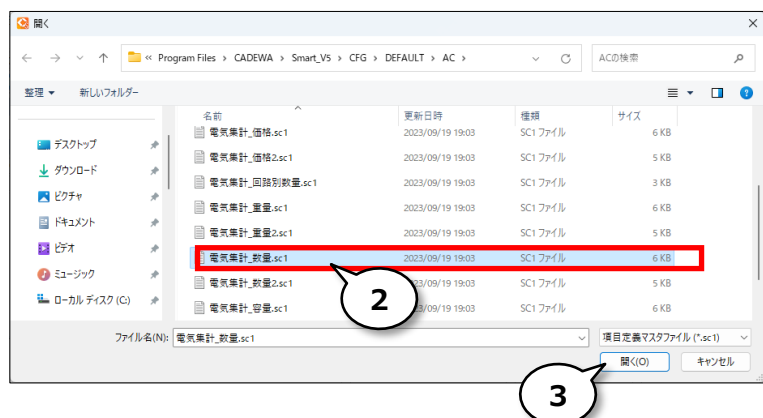 開く
« Program Files › CADEWA › Smart_V5 › CFG › DEFAULT › AC ›
ACの検索
整理 新しいフォルダー
名前 更新日時 種類 サイズ
電気集計_価格.sc1 2023/09/19 19:03 SC1 ファイル 6 KB
デスクトップ
電気集計_価格2.sc1 2023/09/19 19:03 SC1 ファイル 5 KB
ダウンロード
電気集計_回路別数量.sc1 2023/09/19 19:03 SC1 ファイル 3 KB
ピクチャ
電気集計_重量.sc1 2023/09/19 19:03 SC1 ファイル 6 KB
ドキュメント
電気集計_重量2.sc1 2023/09/19 19:03 SC1 ファイル 5 KB
ビデオ
電気集計_数量.sc1 2023/09/19 19:03 SC1 ファイル 6 KB
ミュージック
電気集計_数量2.sc1 2023/09/19 19:03 SC1 ファイル 5 KB
ローカル ディスク (C:)
電気集計_容量.sc1 3/09/19 19:03 SC1 ファイル 6 KB
2
ファイル名(N): 電気集計_数量.sc1 項目定義マスタファイル (*.sc1)
開く(O) キャンセル
3